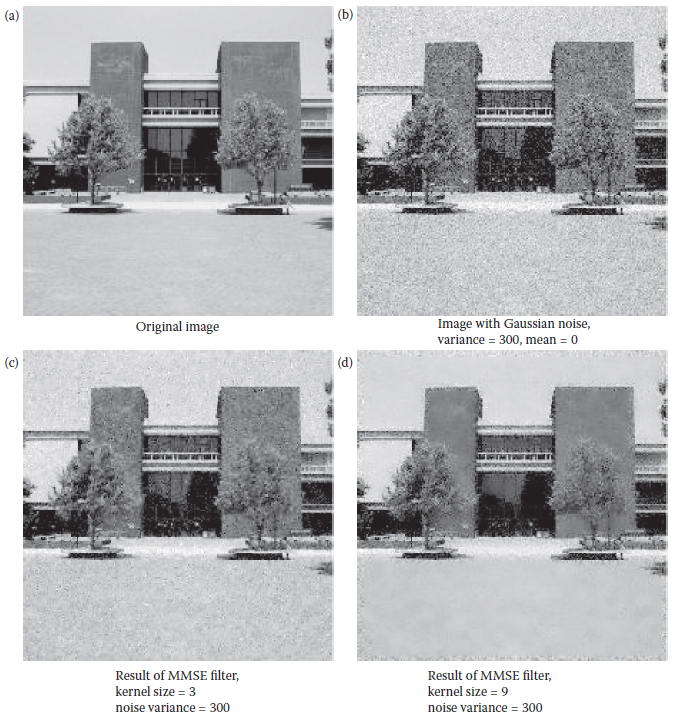 (a)
(b)
Original image
Image with Gaussian noise,
variance = 300, mean = 0
(c)
(d)
Result of MMSE filter,
kernel size = 3
noise variance = 300
Result of MMSE filter,
kernel size = 9
noise variance = 300